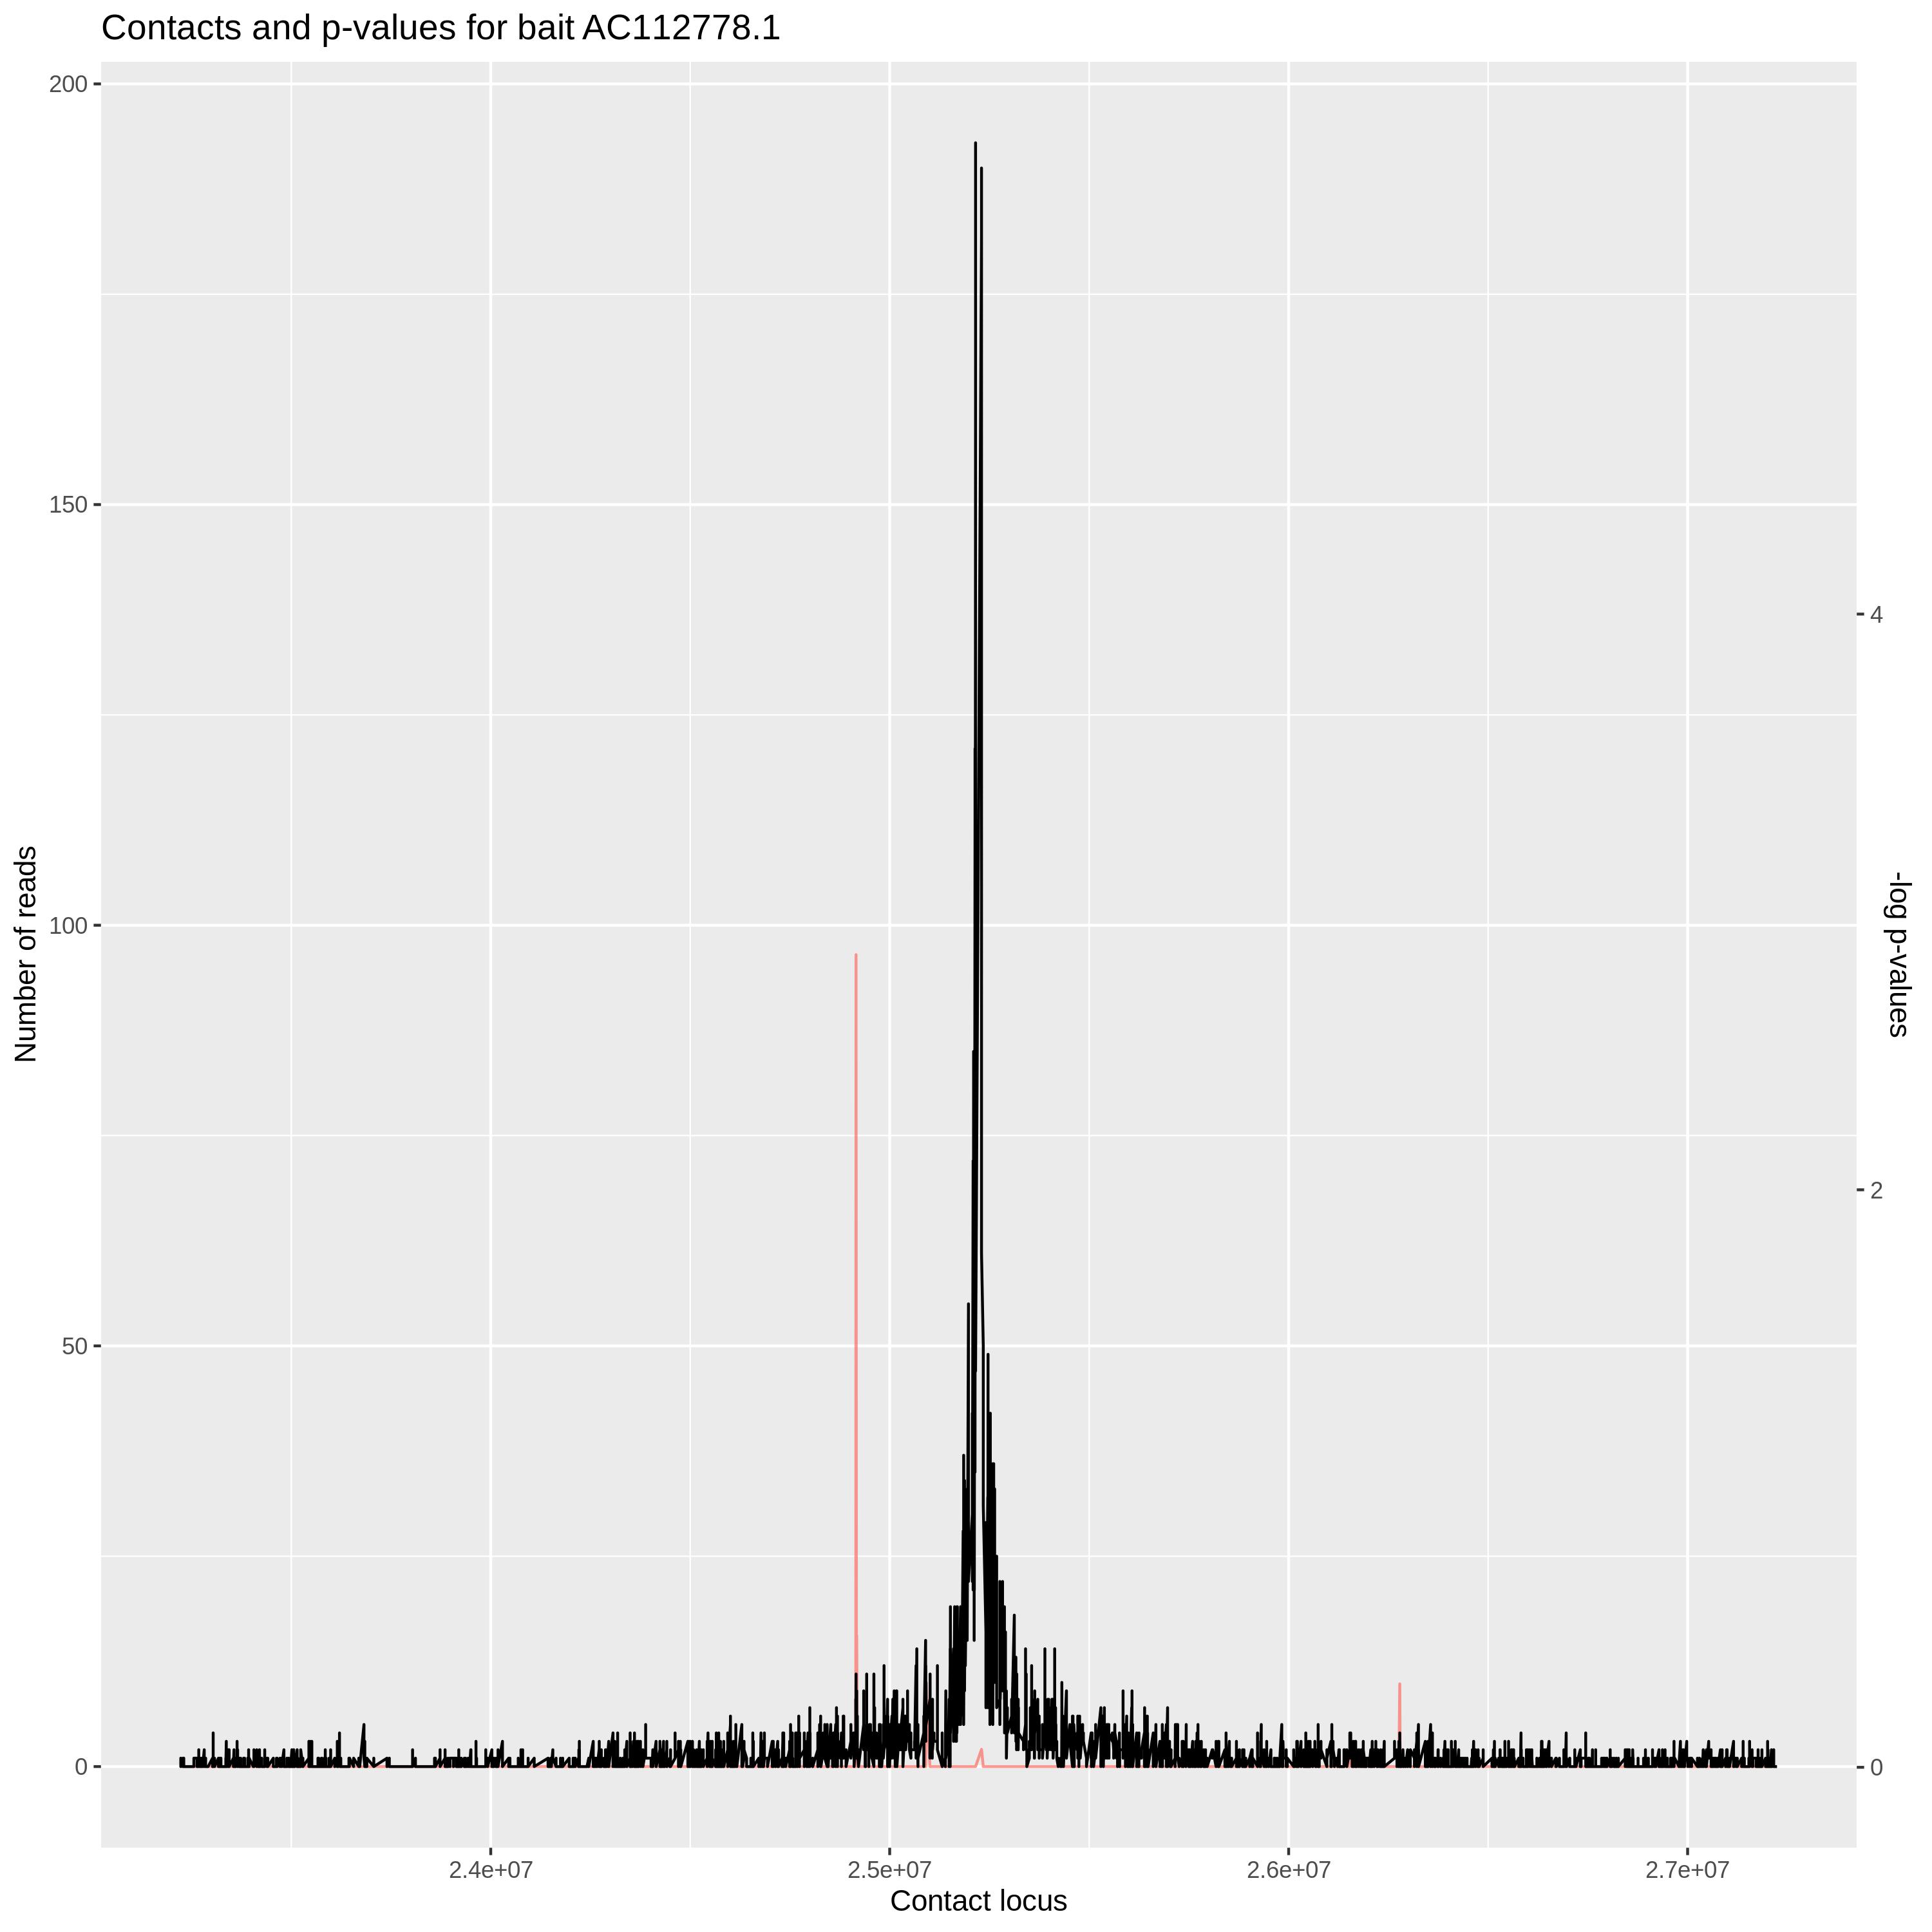 Contacts and p-values for bait AC112778.1
200
150
100
50
0
Number of reads
4
2
0
-log p-values
2.4e+07
2.5e+07
2.6e+07
2.7e+07
Contact locus